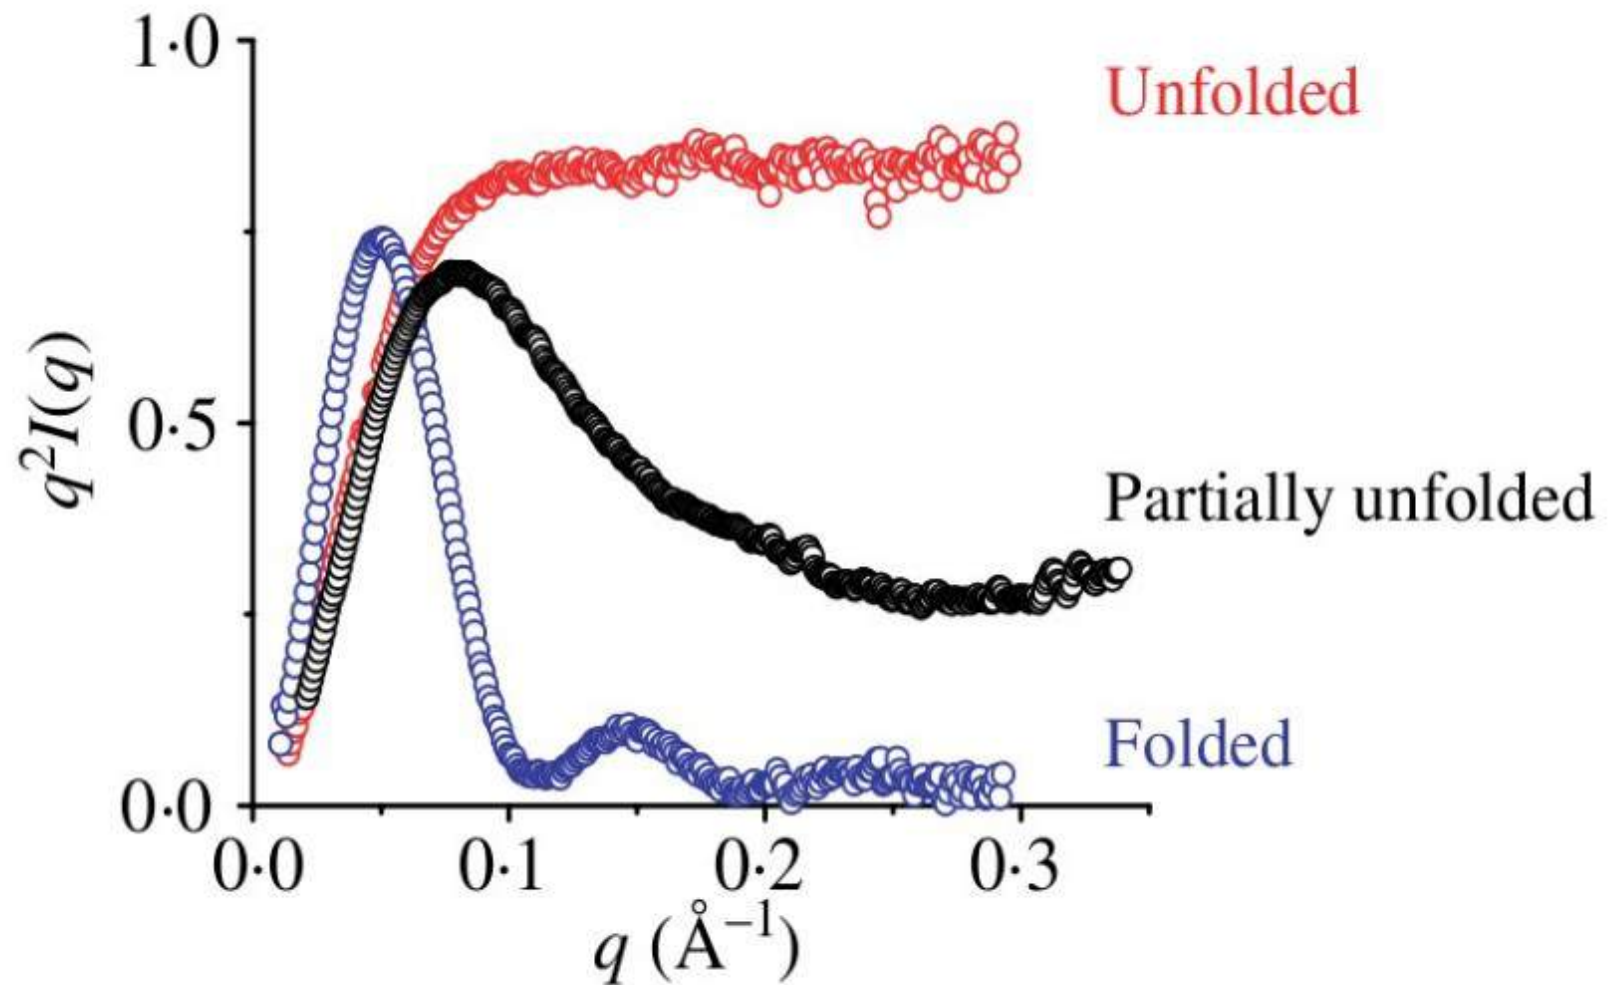 1·0
Unfolded
q²I(q)
0·5
Partially unfolded
Folded
0·0
0·0 0·1 0·2 0·3
q (Å⁻¹)